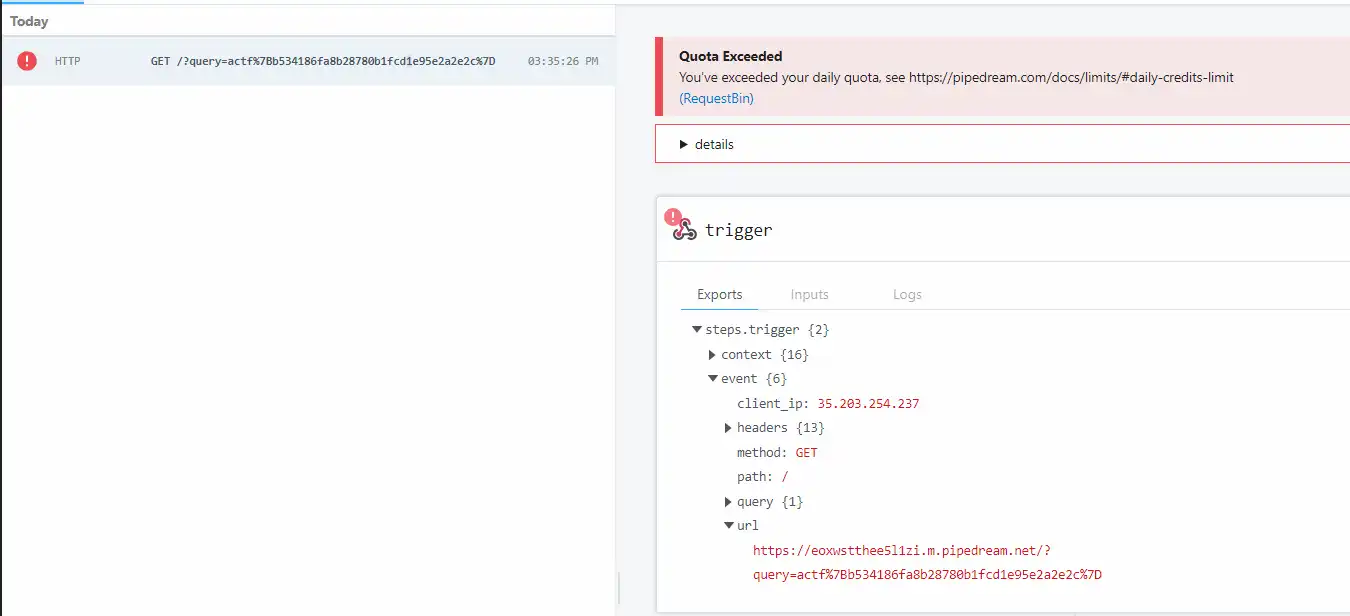 Today
HTTP GET /?query=actf%7Bb534186fa8b28780b1fcd1e95e2a2e2c%7D 03:35:26 PM
Quota Exceeded
You've exceeded your daily quota, see https://pipedream.com/docs/limits/#daily-credits-limit
(RequestBin)
details
trigger
Exports Inputs Logs
steps.trigger {2}
context {16}
event {6}
client_ip: 35.203.254.237
headers {13}
method: GET
path: /
query {1}
url
https://eoxwstthee5l1zi.m.pipedream.net/?
query=actf%7Bb534186fa8b28780b1fcd1e95e2a2e2c%7D